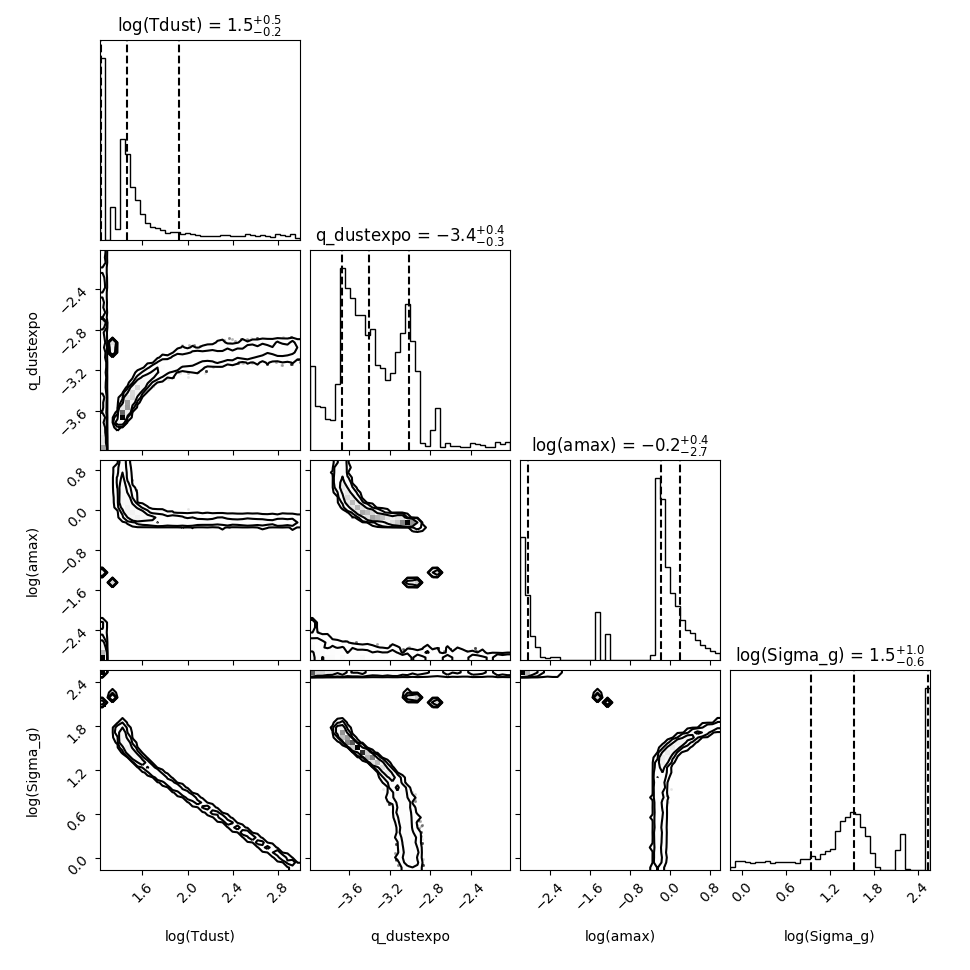 log(Tdust) = 1.5+0.5−0.2
q_dustexpo = −3.4+0.4−0.3
−2.4
−2.8
−3.2
−3.6
q_dustexpo
log(amax) = −0.2+0.4−2.7
0.8
0.0
−0.8
−1.6
−2.4
log(amax)
log(Sigma_g) = 1.5+1.0−0.6
2.4
1.8
1.2
0.6
0.0
log(Sigma_g)
1.6 2.0 2.4 2.8 −3.6 −3.2 −2.8 −2.4 −2.4 −1.6 −0.8 0.0 0.8 0.0 0.6 1.2 1.8 2.4
log(Tdust) q_dustexpo log(amax) log(Sigma_g)